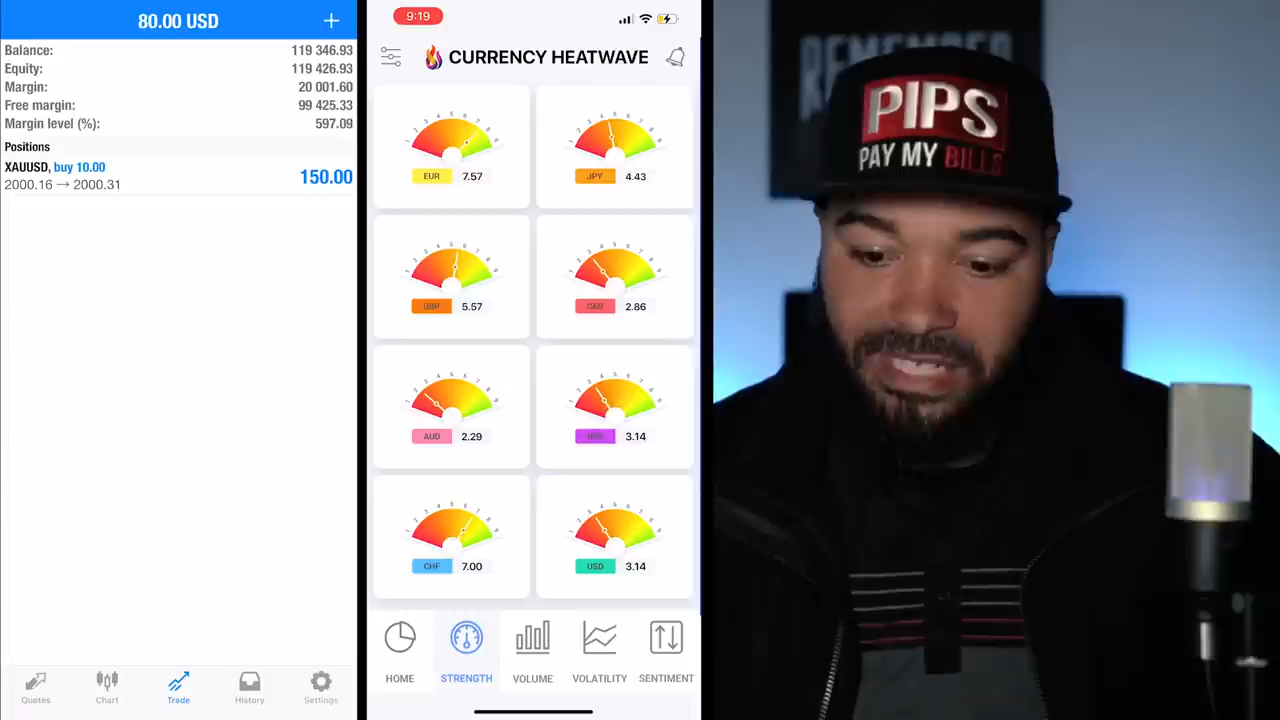 80.00 USD
Balance: 119 346.93
Equity: 119 426.93
Margin: 20 001.60
Free margin: 99 425.33
Margin level (%): 597.09
Positions
XAUUSD, buy 10.00
2000.16 → 2000.31
150.00
Quotes
Chart
Trade
History
Settings
9:19
CURRENCY HEATWAVE
EUR 7.57
JPY 4.43
GBP 5.57
CAD 2.86
AUD 2.29
3.14
CHF 7.00
USD 3.14
HOME
STRENGTH
VOLUME
VOLATILITY
SENTIMENT
REMEMBER
PIPS
PAY MY BILLS